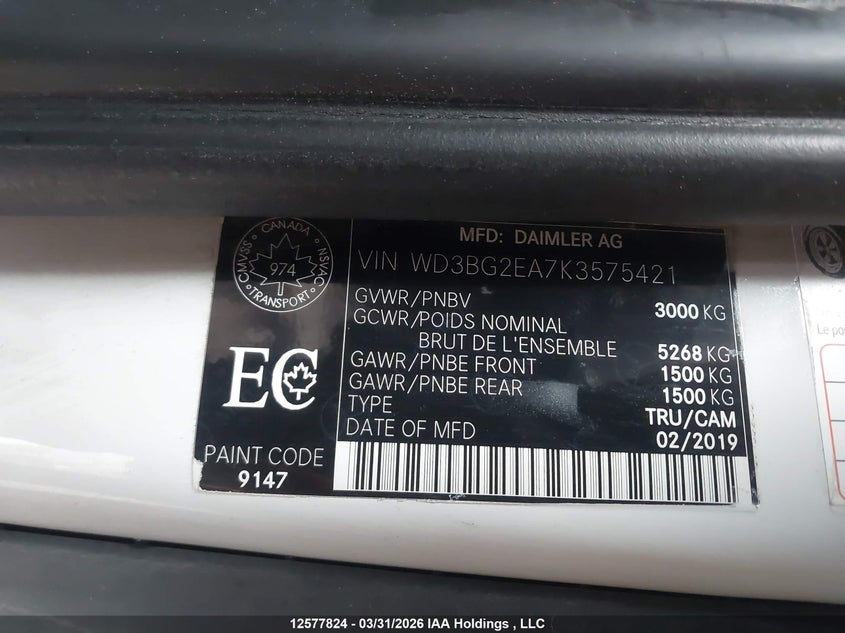 CANADA
CMVSS
NSVAC
974
TRANSPORT
MFD: DAIMLER AG
VIN WD3BG2EA7K3575421
GVWR/PNBV 3000 KG
GCWR/POIDS NOMINAL
BRUT DE L'ENSEMBLE 5268 KG
GAWR/PNBE FRONT 1500 KG
GAWR/PNBE REAR 1500 KG
TYPE TRU/CAM
DATE OF MFD 02/2019
EC
PAINT CODE
9147
Le po
12577824 - 03/31/2026 IAA Holdings , LLC